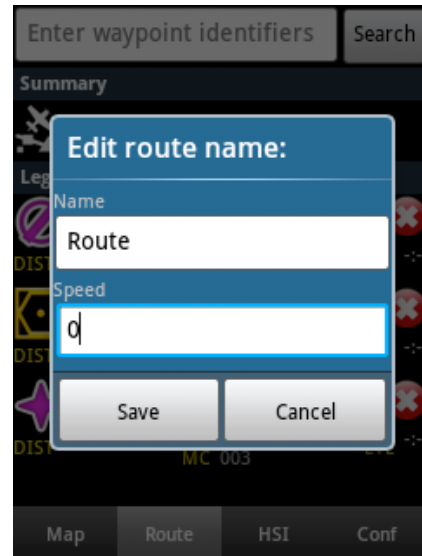 Enter waypoint identifiers Search
Summary
Edit route name:
Leg
Name
Route
DIST -:-
Speed
0
DIST -:-
Save Cancel
DIST -:-
MC 003
Map Route HSI Conf